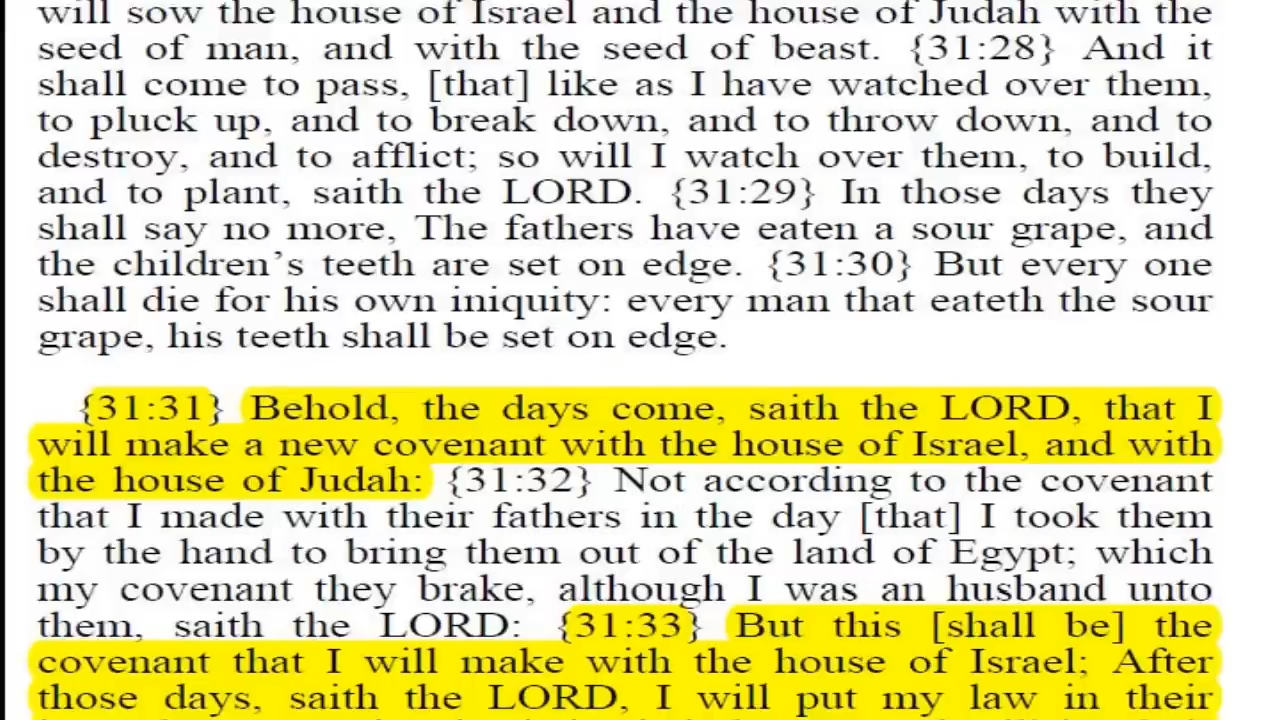 will sow the house of Israel and the house of Judah with the
seed of man, and with the seed of beast. {31:28} And it
shall come to pass, [that] like as I have watched over them,
to pluck up, and to break down, and to throw down, and to
destroy, and to afflict; so will I watch over them, to build,
and to plant, saith the LORD. {31:29} In those days they
shall say no more, The fathers have eaten a sour grape, and
the children’s teeth are set on edge. {31:30} But every one
shall die for his own iniquity: every man that eateth the sour
grape, his teeth shall be set on edge.
{31:31} Behold, the days come, saith the LORD, that I
will make a new covenant with the house of Israel, and with
the house of Judah: {31:32} Not according to the covenant
that I made with their fathers in the day [that] I took them
by the hand to bring them out of the land of Egypt; which
my covenant they brake, although I was an husband unto
them, saith the LORD: {31:33} But this [shall be] the
covenant that I will make with the house of Israel; After
those days, saith the LORD, I will put my law in their